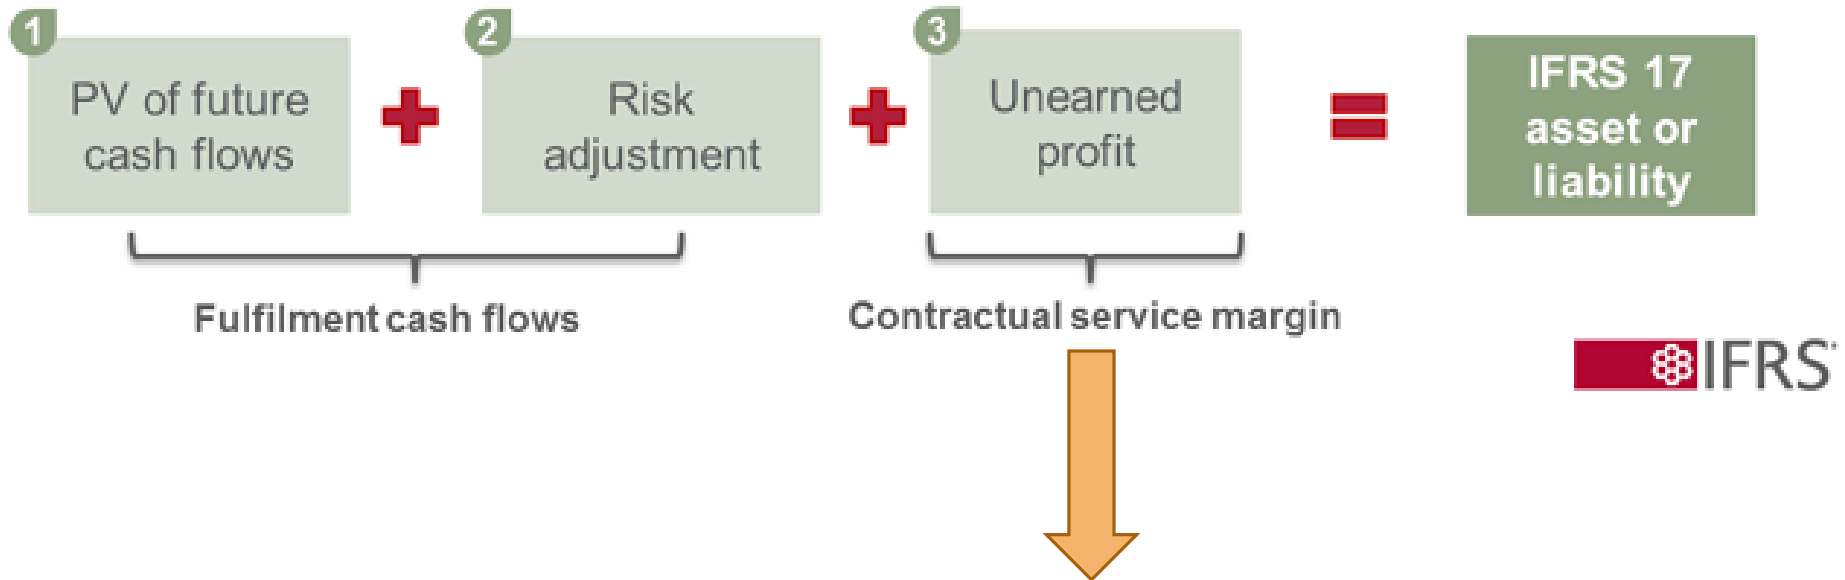 1
PV of future
cash flows
2
Risk
adjustment
3
Unearned
profit
IFRS 17
asset or
liability
Fulfilment cash flows
Contractual service margin
IFRS